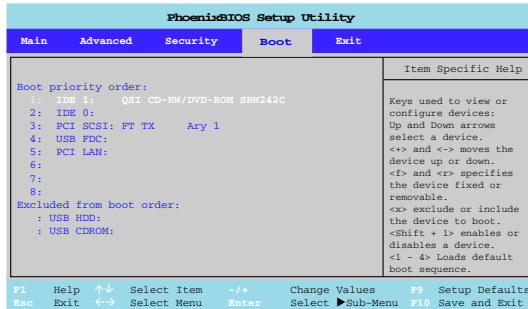 PhoenixBIOS Setup Utility
Main Advanced Security Boot Exit
Item Specific Help
Boot priority order:
1: IDE 1: QSI CD-RW/DVD-ROM SBW242C
2: IDE 0:
3: PCI SCSI: FT TX Ary 1
4: USB FDC:
5: PCI LAN:
6:
7:
8:
Excluded from boot order:
: USB HDD:
: USB CDROM:
Keys used to view or
configure devices:
Up and Down arrows
select a device.
<+> and <-> moves the
device up or down.
<f> and <r> specifies
the device fixed or
removable.
<x> exclude or include
the device to boot.
<Shift + 1> enables or
disables a device.
<1 - 4> Loads default
boot sequence.
F1 Help ↑↓ Select Item -/+ Change Values F9 Setup Defaults
Esc Exit ←→ Select Menu Enter Select ▶Sub-Menu F10 Save and Exit